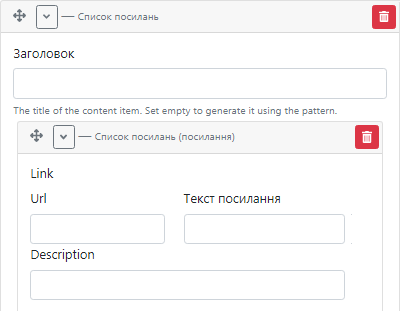 — Список посилань
Заголовок
The title of the content item. Set empty to generate it using the pattern.
— Список посилань (посилання)
Link
Url Текст посилання
Description